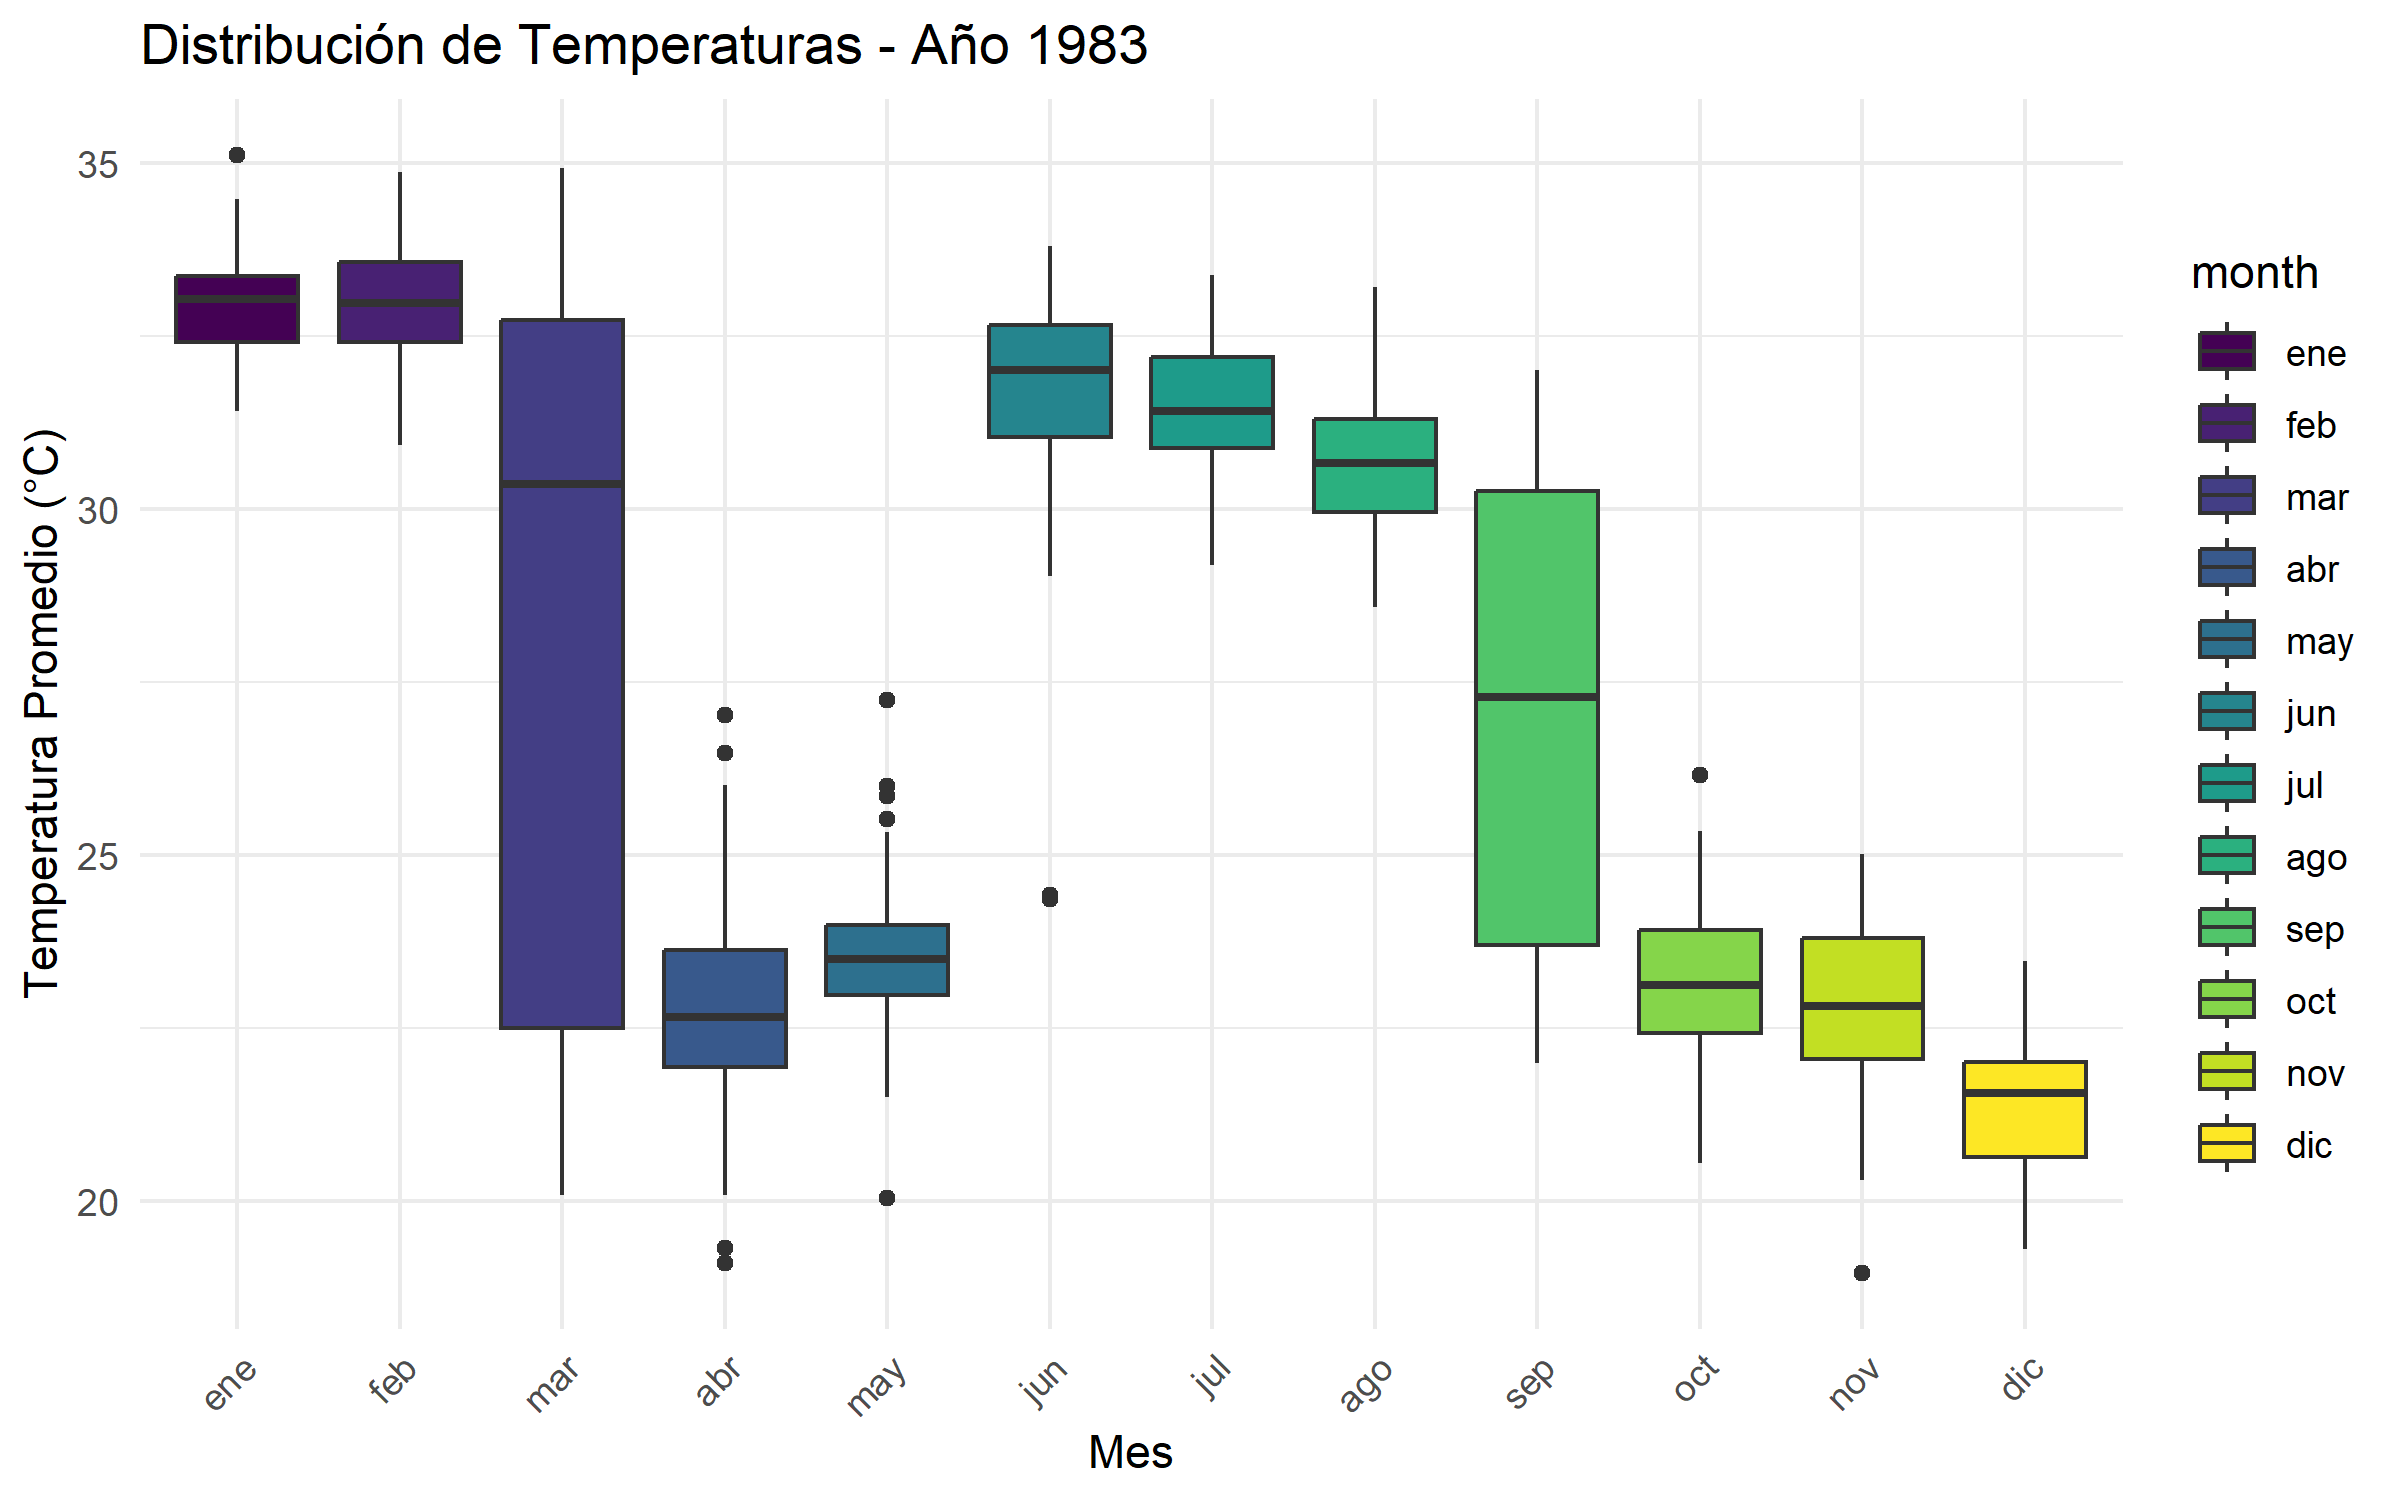 Distribución de Temperaturas - Año 1983
Temperatura Promedio (°C)
35
30
25
20
ene
feb
mar
abr
may
jun
jul
ago
sep
oct
nov
dic
Mes
month
ene
feb
mar
abr
may
jun
jul
ago
sep
oct
nov
dic